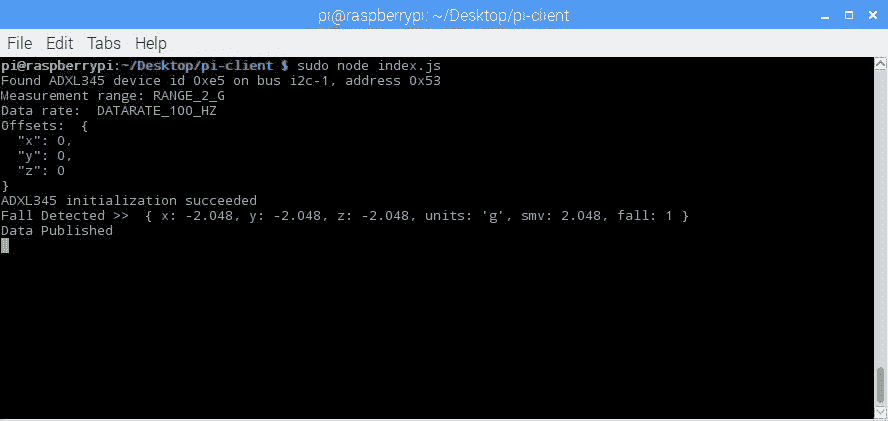 pi@raspberrypi: ~/Desktop/pi-client
File Edit Tabs Help
pi@raspberrypi:~/Desktop/pi-client $ sudo node index.js
Found ADXL345 device id 0xe5 on bus i2c-1, address 0x53
Measurement range: RANGE_2_G
Data rate:  DATARATE_100_HZ
Offsets:  {
  "x": 0,
  "y": 0,
  "z": 0
}
ADXL345 initialization succeeded
Fall Detected >>  { x: -2.048, y: -2.048, z: -2.048, units: 'g', smv: 2.048, fall: 1 }
Data Published